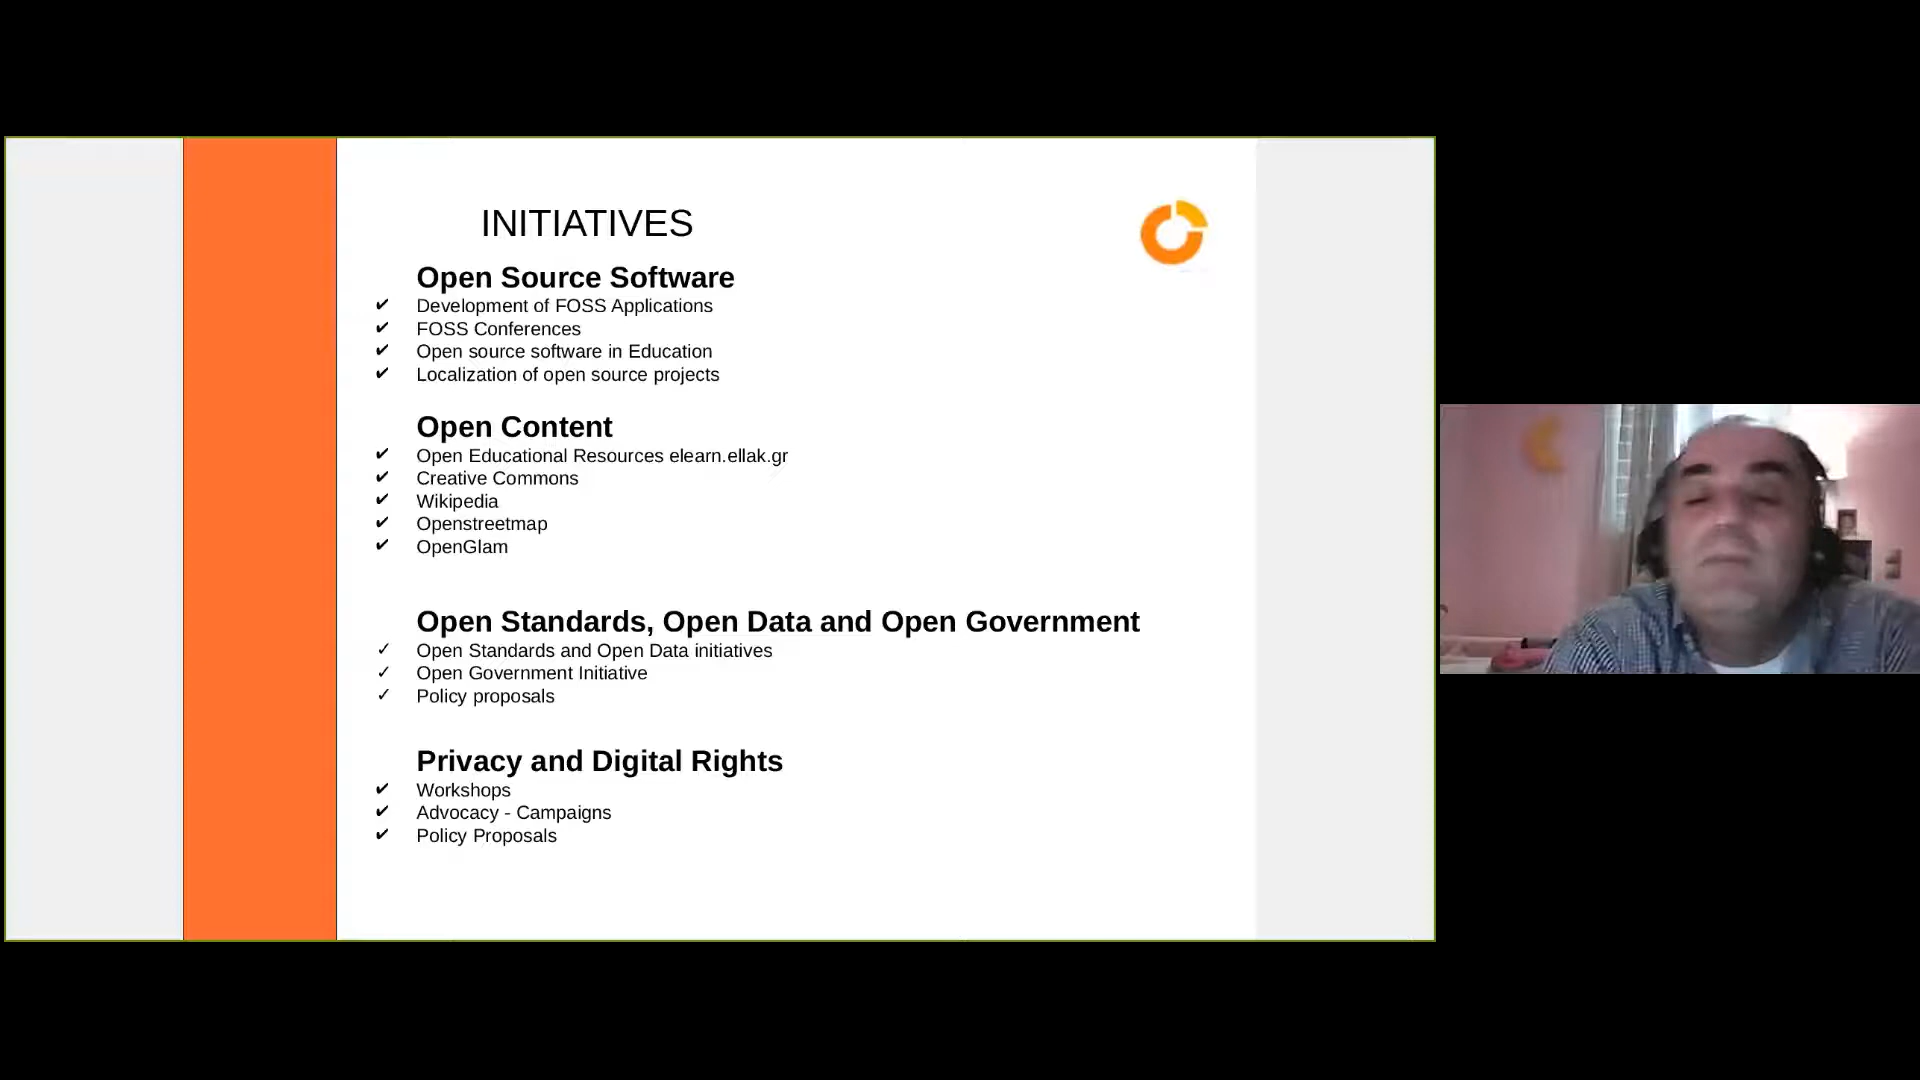 INITIATIVES
Open Source Software
✔ Development of FOSS Applications
✔ FOSS Conferences
✔ Open source software in Education
✔ Localization of open source projects
Open Content
✔ Open Educational Resources elearn.ellak.gr
✔ Creative Commons
✔ Wikipedia
✔ Openstreetmap
✔ OpenGlam
Open Standards, Open Data and Open Government
✓ Open Standards and Open Data initiatives
✓ Open Government Initiative
✓ Policy proposals
Privacy and Digital Rights
✔ Workshops
✔ Advocacy - Campaigns
✔ Policy Proposals